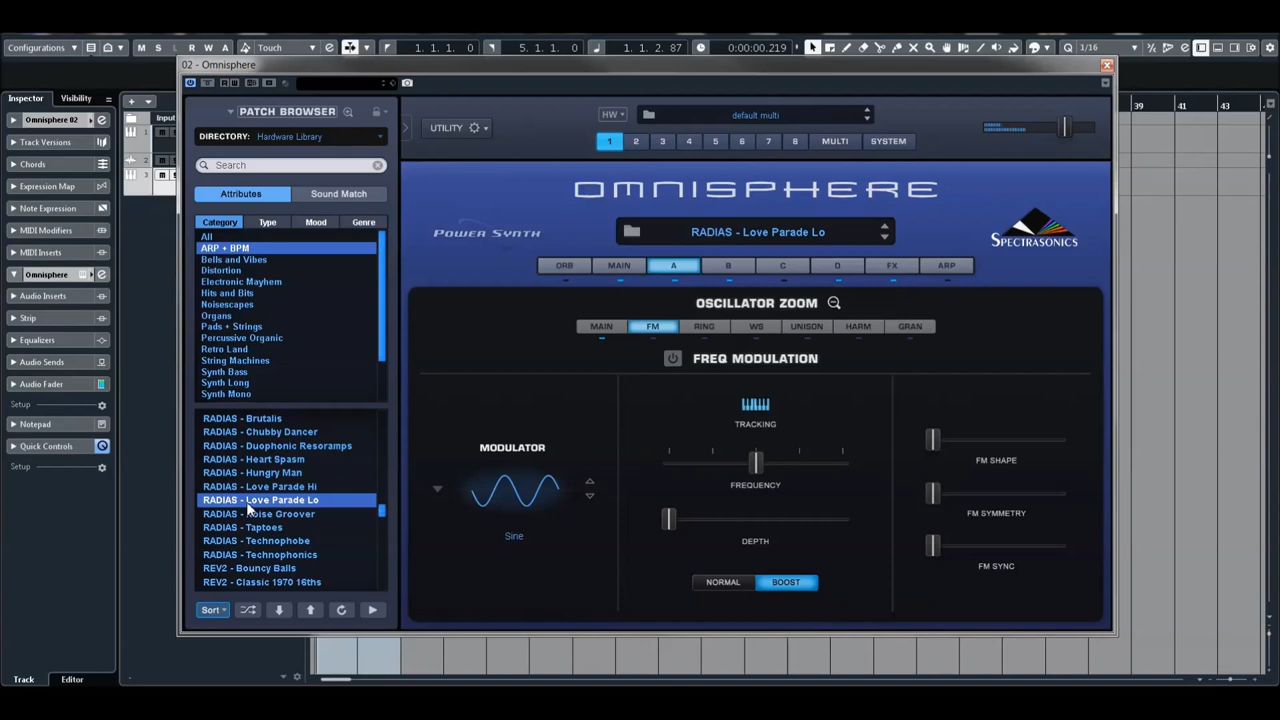 Configurations
M S L R W A
Touch
1. 1. 1. 0
5. 1. 1. 0
1. 1. 2. 87
0:00:00.219
1/16
02 - Omnisphere
Inspector
Visibility
Omnisphere 02
Track Versions
Chords
Expression Map
Note Expression
MIDI Modifiers
MIDI Inserts
Omnisphere
Audio Inserts
Strip
Equalizers
Audio Sends
Audio Fader
Setup
Notepad
Quick Controls
Setup
Track
Editor
Input
1
2
3
39
41
43
PATCH BROWSER
DIRECTORY: Hardware Library
Search
Attributes
Sound Match
Category
Type
Mood
Genre
All
ARP + BPM
Bells and Vibes
Distortion
Electronic Mayhem
Hits and Bits
Noisescapes
Organs
Pads + Strings
Percussive Organic
Retro Land
String Machines
Synth Bass
Synth Long
Synth Mono
RADIAS - Brutalis
RADIAS - Chubby Dancer
RADIAS - Duophonic Resoramps
RADIAS - Heart Spasm
RADIAS - Hungry Man
RADIAS - Love Parade Hi
RADIAS - Love Parade Lo
RADIAS - Noise Groover
RADIAS - Taptoes
RADIAS - Technophobe
RADIAS - Technophonics
REV2 - Bouncy Balls
REV2 - Classic 1970 16ths
Sort
UTILITY
HW
default multi
1 2 3 4 5 6 7 8 MULTI SYSTEM
OMNISPHERE
POWER SYNTH
RADIAS - Love Parade Lo
SPECTRASONICS
ORB MAIN A B C D FX ARP
OSCILLATOR ZOOM
MAIN FM RING WS UNISON HARM GRAN
FREQ MODULATION
MODULATOR
Sine
TRACKING
FREQUENCY
DEPTH
NORMAL
BOOST
FM SHAPE
FM SYMMETRY
FM SYNC